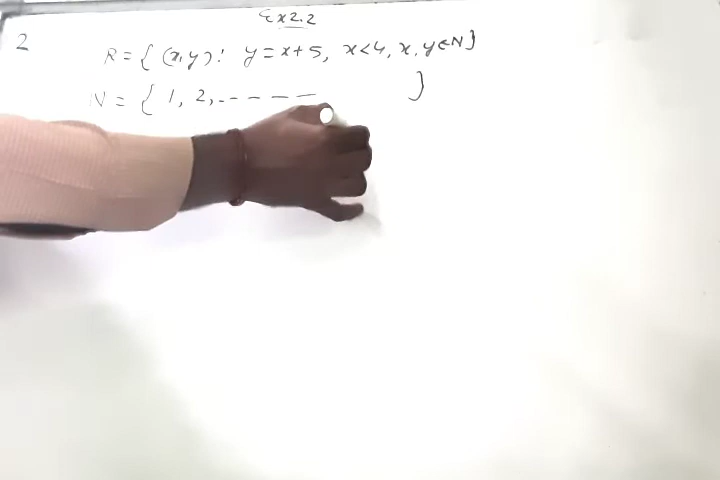 Ex 2.2
2 R = { (x, y) : y = x + 5, x < 4, x, y ∈ N }
N = { 1, 2, - - - - - }